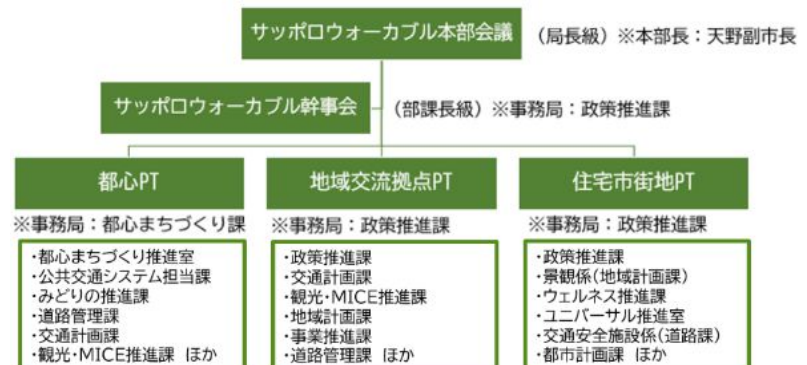 サッポロウォーカブル本部会議 (局長級)※本部長:天野副市長
サッポロウォーカブル幹事会 (部課長級)※事務局:政策推進課
都心PT
※事務局:都心まちづくり課
・都心まちづくり推進室
・公共交通システム担当課
・みどりの推進課
・道路管理課
・交通計画課
・観光・MICE推進課 ほか
地域交流拠点PT
※事務局:政策推進課
・政策推進課
・交通計画課
・観光・MICE推進課
・地域計画課
・事業推進課
・道路管理課 ほか
住宅市街地PT
※事務局:政策推進課
・政策推進課
・景観係(地域計画課)
・ウェルネス推進課
・ユニバーサル推進室
・交通安全施設係(道路課)
・都市計画課 ほか